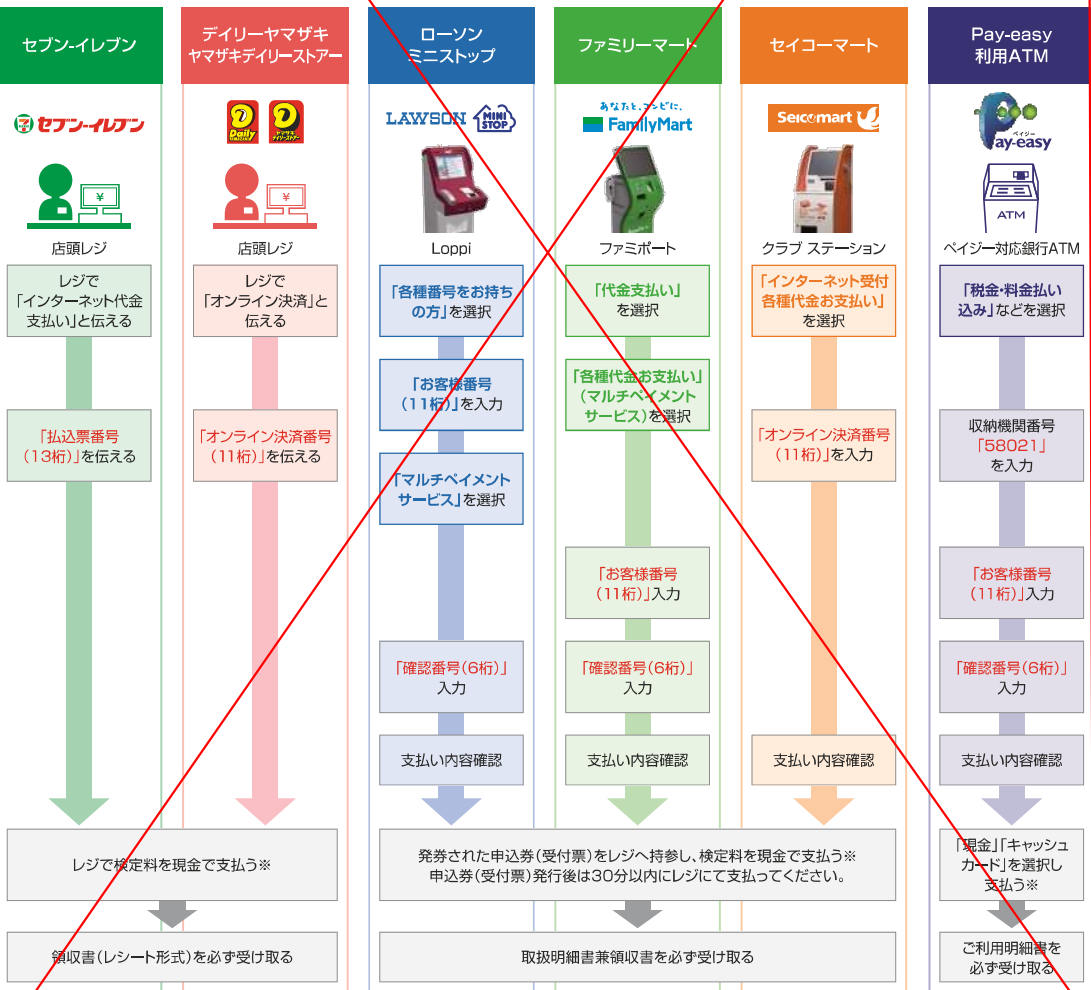 セブン-イレブン
デイリーヤマザキ
ヤマザキデイリーストアー
ローソン
ミニストップ
ファミリーマート
セイコーマート
Pay-easy
利用ATM
セブン-イレブン
Daily
ヤマザキ
デイリーストアー
LAWSON
MINI
STOP
あなたと、コンビに、
FamilyMart
Seicomart
ペイジー
Pay-easy
¥
¥
ATM
店頭レジ
店頭レジ
Loppi
ファミポート
クラブ ステーション
ペイジー対応銀行ATM
レジで
「インターネット代金
支払い」と伝える
レジで
「オンライン決済」と
伝える
「各種番号をお持ち
の方」を選択
「代金支払い」
を選択
「インターネット受付
各種代金お支払い」
を選択
「税金・料金払い
込み」などを選択
「お客様番号
(11桁)」を入力
「各種代金お支払い」
(マルチペイメント
サービス)を選択
「払込票番号
(13桁)」を伝える
「オンライン決済番号
(11桁)」を伝える
「マルチペイメント
サービス」を選択
「オンライン決済番号
(11桁)」を入力
収納機関番号
「58021」
を入力
「お客様番号
(11桁)」入力
「お客様番号
(11桁)」入力
「確認番号(6桁)」
入力
「確認番号(6桁)」
入力
「確認番号(6桁)」
入力
支払い内容確認
支払い内容確認
支払い内容確認
支払い内容確認
レジで検定料を現金で支払う※
発券された申込券(受付票)をレジへ持参し、検定料を現金で支払う※
申込券(受付票)発行後は30分以内にレジにて支払ってください。
「現金」「キャッシュ
カード」を選択し
支払う※
領収書(レシート形式)を必ず受け取る
取扱明細書兼領収書を必ず受け取る
ご利用明細書を
必ず受け取る